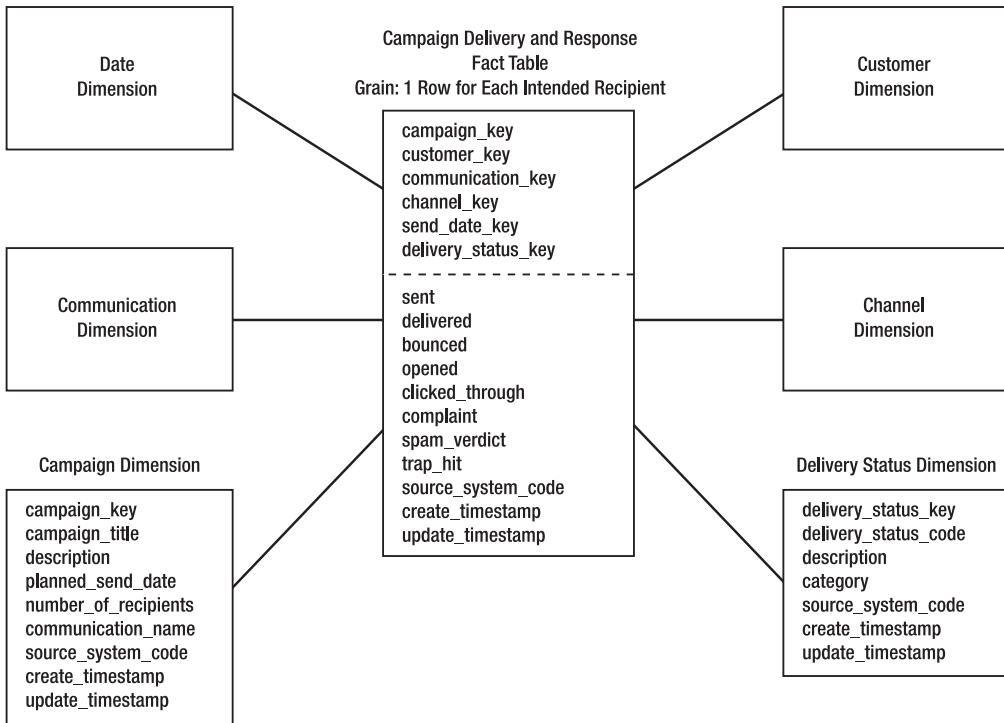 Date
Dimension
Campaign Delivery and Response
Fact Table
Grain: 1 Row for Each Intended Recipient
Customer
Dimension
campaign_key
customer_key
communication_key
channel_key
send_date_key
delivery_status_key
sent
delivered
bounced
opened
clicked_through
complaint
spam_verdict
trap_hit
source_system_code
create_timestamp
update_timestamp
Communication
Dimension
Channel
Dimension
Campaign Dimension
campaign_key
campaign_title
description
planned_send_date
number_of_recipients
communication_name
source_system_code
create_timestamp
update_timestamp
Delivery Status Dimension
delivery_status_key
delivery_status_code
description
category
source_system_code
create_timestamp
update_timestamp